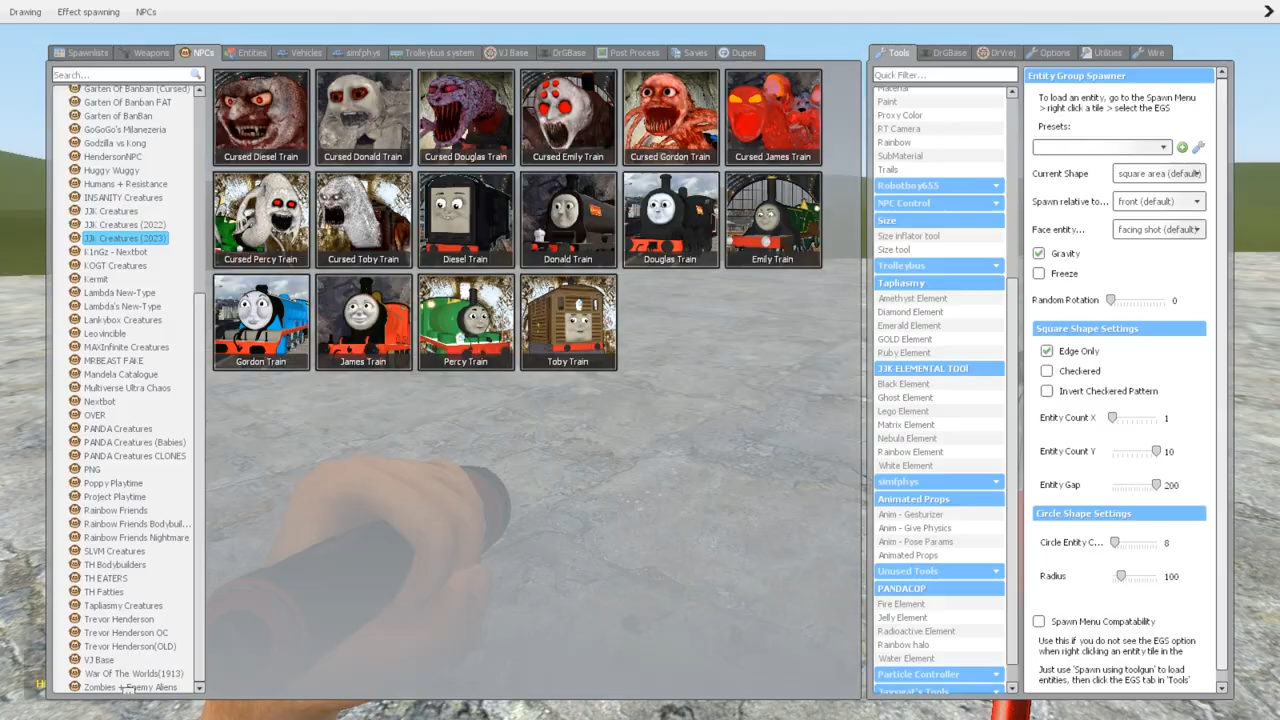 Drawing Effect spawning NPCs
Spawnlists Weapons NPCs Entities Vehicles simfphys Trolleybus system VJ Base DrGBase Post Process Saves Dupes
Search...
Garten Of Banban (Cursed)
Garten Of Banban FAT
Garten of BanBan
GoGoGo's Milanezeria
Godzilla vs Kong
HendersonNPC
Huggy Wuggy
Humans + Resistance
INSANITY Creatures
JJK Creatures
JJK Creatures (2022)
JJK Creatures (2023)
K1nGz - Nextbot
KOGT Creatures
Kermit
Lambda New-Type
Lambda's New-Type
Lankybox Creatures
Leovincible
MAXInfinite Creatures
MRBEAST FAKE
Mandela Catalogue
Multiverse Ultra Chaos
Nextbot
OVER
PANDA Creatures
PANDA Creatures (Babies)
PANDA Creatures CLONES
PNG
Poppy Playtime
Project Playtime
Rainbow Friends
Rainbow Friends Bodybuil...
Rainbow Friends Nightmare
SLVM Creatures
TH Bodybuilders
TH EATERS
TH Fatties
Tapliasmy Creatures
Trevor Henderson
Trevor Henderson OC
Trevor Henderson(OLD)
VJ Base
War Of The Worlds(1913)
Zombies + Enemy Aliens
Cursed Diesel Train Cursed Donald Train Cursed Douglas Train Cursed Emily Train Cursed Gordon Train Cursed James Train
Cursed Percy Train Cursed Toby Train Diesel Train Donald Train Douglas Train Emily Train
Gordon Train James Train Percy Train Toby Train
Tools DrGBase DrVrej Options Utilities Wire
Quick Filter...
Material
Paint
Proxy Color
RT Camera
Rainbow
SubMaterial
Trails
Robotboy655
NPC Control
Size
Size inflator tool
Size tool
Trolleybus
Tapliasmy
Amethyst Element
Diamond Element
Emerald Element
GOLD Element
Ruby Element
JJK ELEMENTAL TOOl
Black Element
Ghost Element
Lego Element
Matrix Element
Nebula Element
Rainbow Element
White Element
simfphys
Animated Props
Anim - Gesturizer
Anim - Give Physics
Anim - Pose Params
Animated Props
Unused Tools
PANDACOP
Fire Element
Jelly Element
Radioactive Element
Rainbow halo
Water Element
Particle Controller
Jayswat's Tools
Entity Group Spawner
To load an entity, go to the Spawn Menu
> right click a tile > select the EGS
Presets:
Current Shape square area (default)
Spawn relative to... front (default)
Face entity... facing shot (default)
Gravity
Freeze
Random Rotation 0
Square Shape Settings
Edge Only
Checkered
Invert Checkered Pattern
Entity Count X 1
Entity Count Y 10
Entity Gap 200
Circle Shape Settings
Circle Entity C... 8
Radius 100
Spawn Menu Compatability
Use this if you do not see the EGS option
when right clicking an entity tile in the
Just use 'Spawn using toolgun' to load
entities, then click the EGS tab in 'Tools'